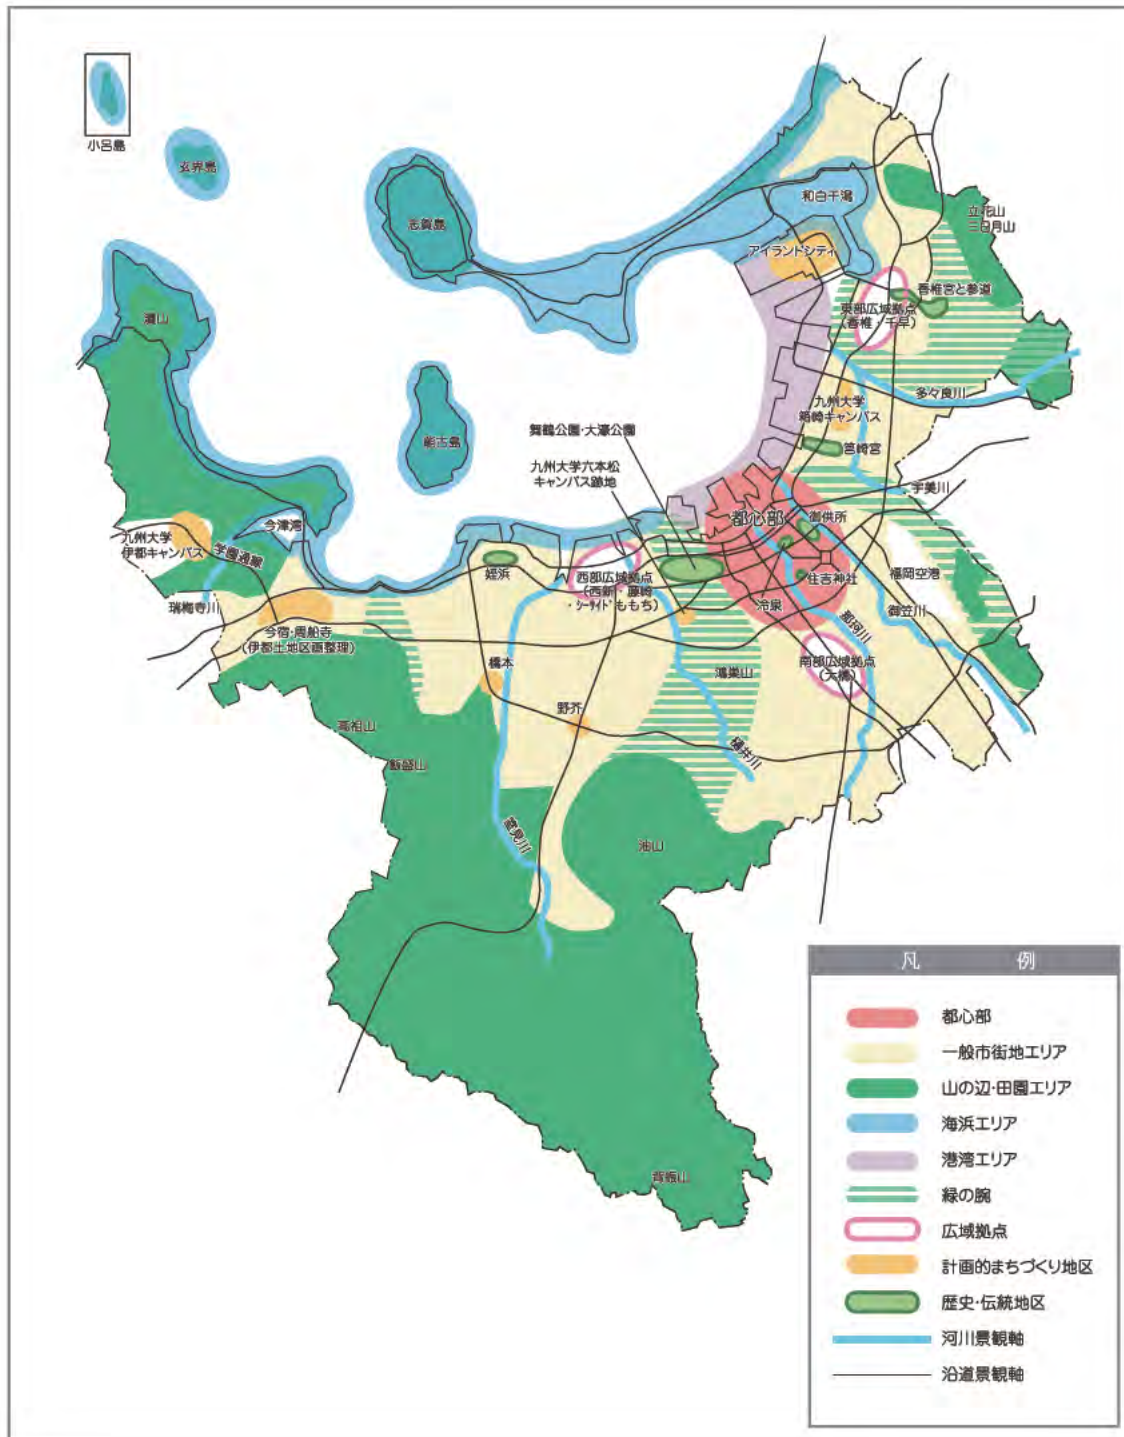 小呂島
玄界島
志賀島
和白干潟
立花山
三日月山
アイランドシティ
香椎宮と参道
東部広域拠点
(香椎・千早)
灘山
多々良川
九州大学
箱崎キャンパス
能古島
舞鶴公園・大濠公園
筥崎宮
九州大学六本松
キャンパス跡地
宇美川
都心部
御供所
今津湾
九州大学
伊都キャンパス
学園通線
姪浜
西部広域拠点
(西新・藤崎
・シーサイドももち)
福岡空港
住吉神社
冷泉
御笠川
瑞梅寺川
那珂川
今宿・周船寺
(伊都土地区画整理)
橋本
鴻巣山
南部広域拠点
(大橋)
野芥
高祖山
樋井川
飯盛山
室見川
油山
背振山
凡 例
都心部
一般市街地エリア
山の辺・田園エリア
海浜エリア
港湾エリア
緑の腕
広域拠点
計画的まちづくり地区
歴史・伝統地区
河川景観軸
沿道景観軸